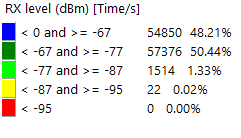 RX level (dBm) [Time/s]
< 0 and >= -67 54850 48.21%
< -67 and >= -77 57376 50.44%
< -77 and >= -87 1514 1.33%
< -87 and >= -95 22 0.02%
< -95 0 0.00%